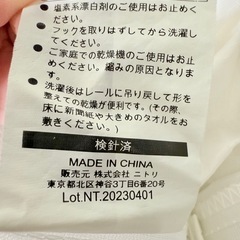 塩素系漂白剤のご使用はお止め
ください。
●フックを取りはずしてから洗濯し
てください。
●ご家庭での乾燥機のご使用はお止
めください。縮みの原因となりま
す。
●洗濯後はレールに吊り戻して形を
整えての乾燥が便利です。(その際、
床に新聞紙や大きめのタオルをお
敷きください。)
検針済
MADE IN CHINA
販売元 株式会社 ニトリ
東京都北区神谷3丁目6番20号
Lot.NT.20230401